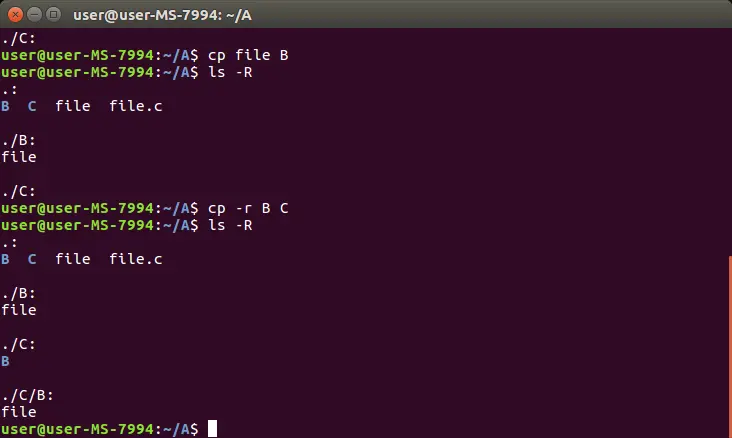 user@user-MS-7994: ~/A
./C:
user@user-MS-7994:~/A$ cp file B
user@user-MS-7994:~/A$ ls -R
.:
B  C  file  file.c
./B:
file
./C:
user@user-MS-7994:~/A$ cp -r B C
user@user-MS-7994:~/A$ ls -R
.:
B  C  file  file.c
./B:
file
./C:
B
./C/B:
file
user@user-MS-7994:~/A$